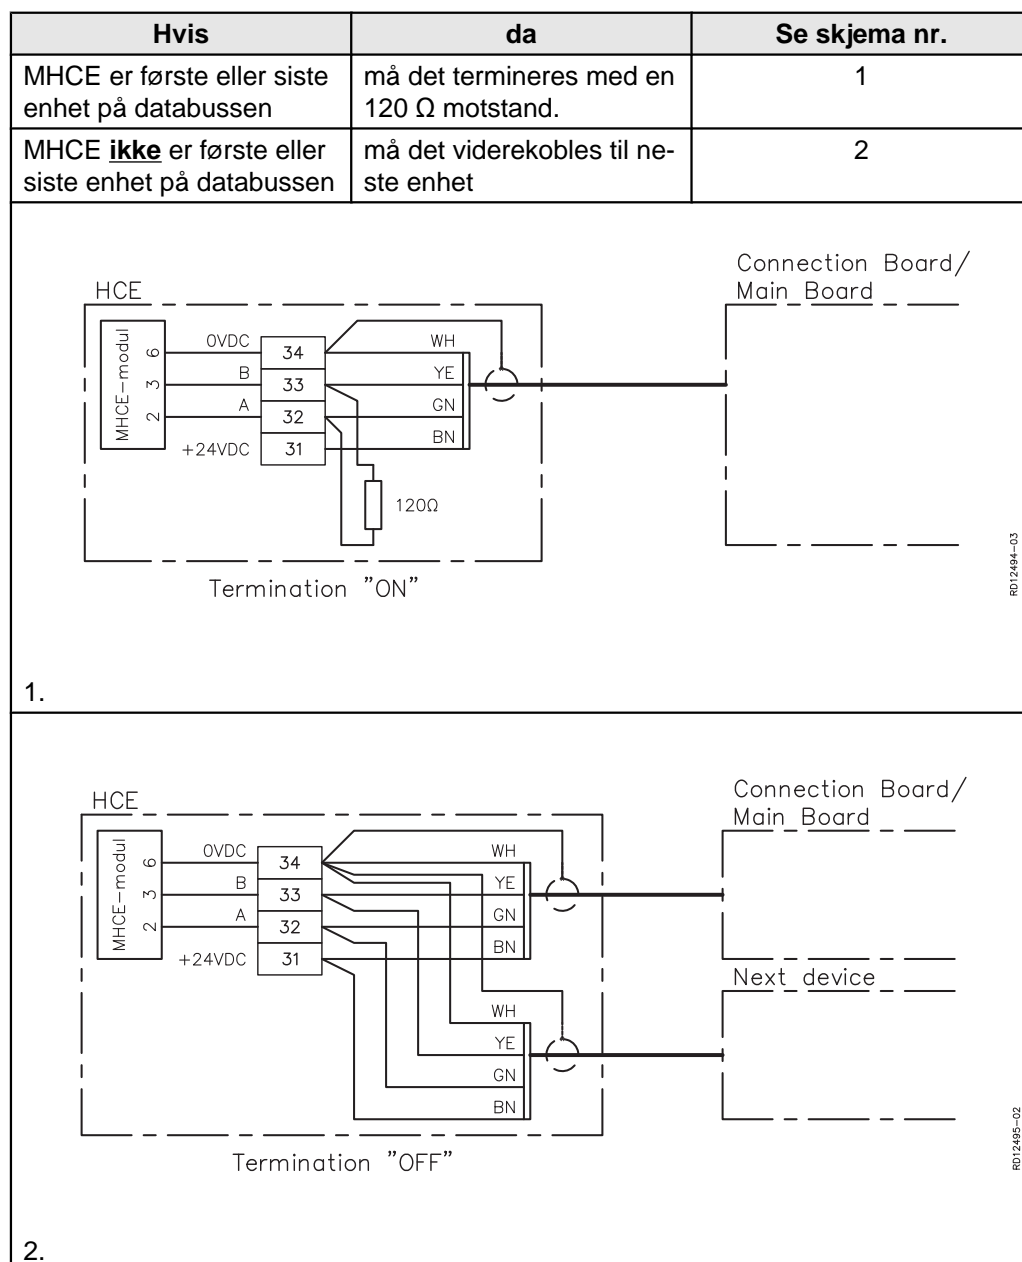 Hvis da Se skjema nr.
MHCE er første eller siste
enhet på databussen
må det termineres med en
120 Ω motstand.
1
MHCE ikke er første eller
siste enhet på databussen
må det viderekobles til ne-
ste enhet
2
Connection Board/
Main Board
HCE
MHCE-modul
6
3
2
0VDC
B
A
+24VDC
34
33
32
31
WH
YE
GN
BN
120Ω
Termination "ON"
RD12494-03
1.
Connection Board/
Main Board
HCE
MHCE-modul
6
3
2
0VDC
B
A
+24VDC
34
33
32
31
WH
YE
GN
BN
Next device
WH
YE
GN
BN
Termination "OFF"
RD12495-02
2.